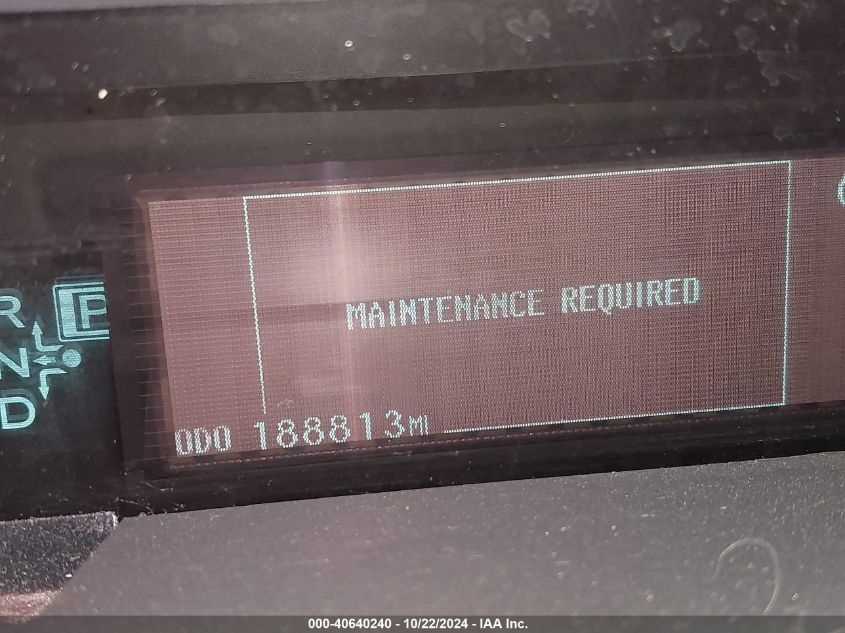 MAINTENANCE REQUIRED
R P
N
D
ODO 188813MI
000-40640240 - 10/22/2024 - IAA Inc.